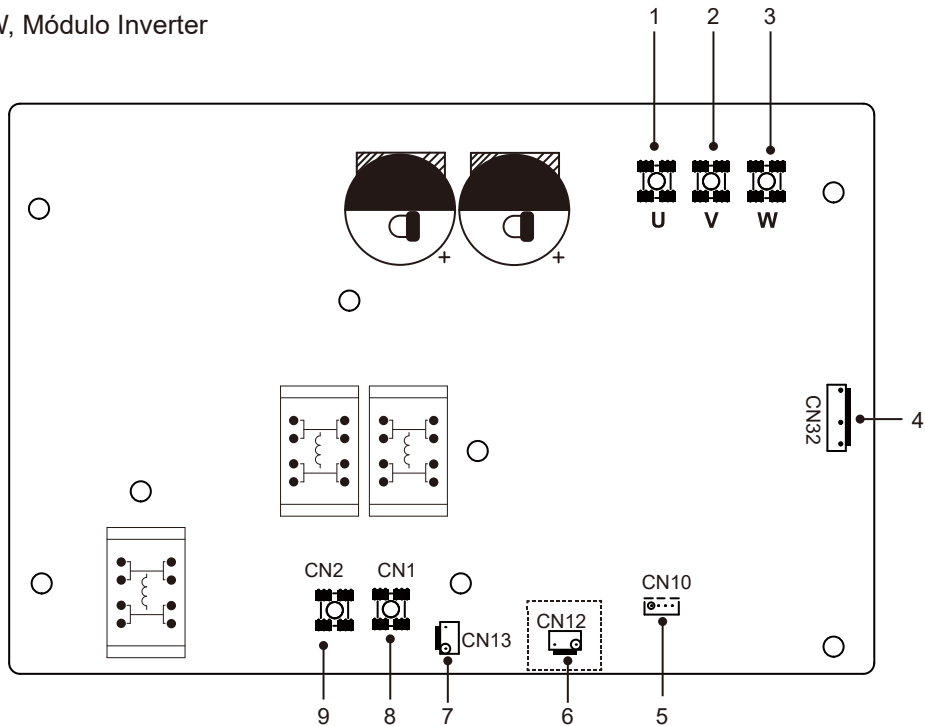 W, Módulo Inverter
1 2 3
U V W
+ +
CN32
4
CN2 CN1
CN10
CN12
CN13
9 8 7 6 5